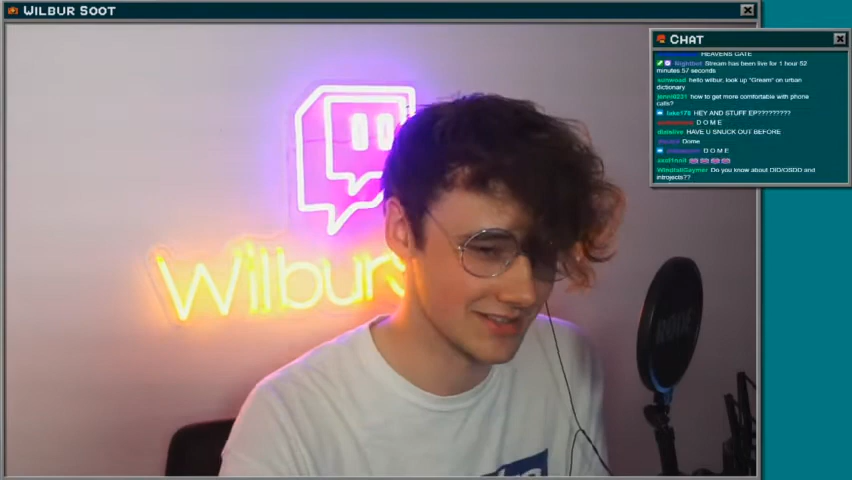 WILBUR SOOT
CHAT
HEAVENS GATE
Nightbot: Stream has been live for 1 hour 52
minutes 57 seconds
hello wilbur, look up "Gream" on urban
dictionary
how to get more comfortable with phone
calls?
HEY AND STUFF EP?????????
D O M E
HAVE U SNUCK OUT BEFORE
Dome
D O M E
Do you know about DID/OSDD and
introjects??
Wilbur
RODE